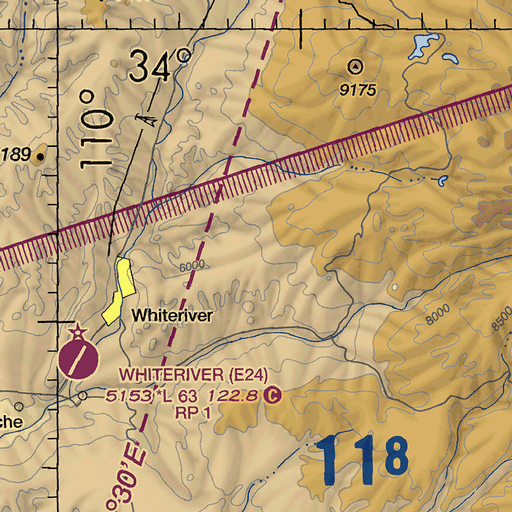 34°
110°
9175
189
6000
Whiteriver
8000
8500
WHITERIVER (E24)
5153 *L 63 122.8 C
RP 1
che
°30'E
118